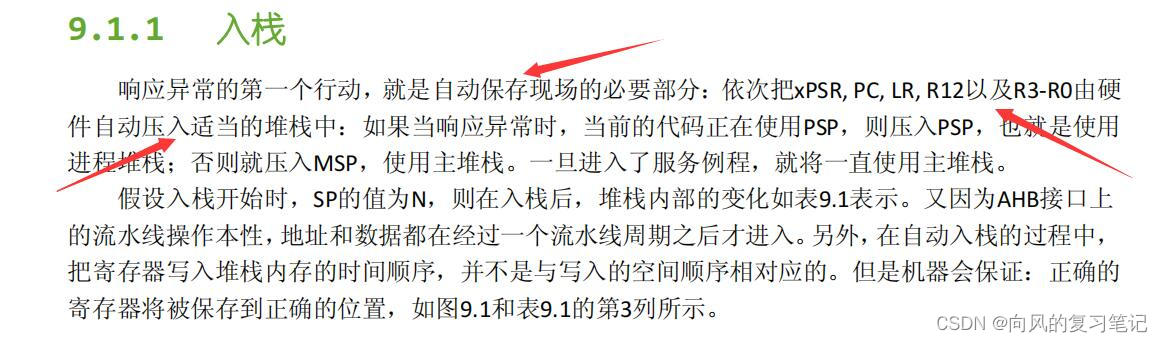 9.1.1 入栈
响应异常的第一个行动，就是自动保存现场的必要部分：依次把xPSR, PC, LR, R12以及R3-R0由硬
件自动压入适当的堆栈中：如果当响应异常时，当前的代码正在使用PSP，则压入PSP，也就是使用
进程堆栈；否则就压入MSP，使用主堆栈。一旦进入了服务例程，就将一直使用主堆栈。
假设入栈开始时，SP的值为N，则在入栈后，堆栈内部的变化如表9.1表示。又因为AHB接口上
的流水线操作本性，地址和数据都在经过一个流水线周期之后才进入。另外，在自动入栈的过程中，
把寄存器写入堆栈内存的时间顺序，并不是与写入的空间顺序相对应的。但是机器会保证：正确的
寄存器将被保存到正确的位置，如图9.1和表9.1的第3列所示。
CSDN @向风的复习笔记